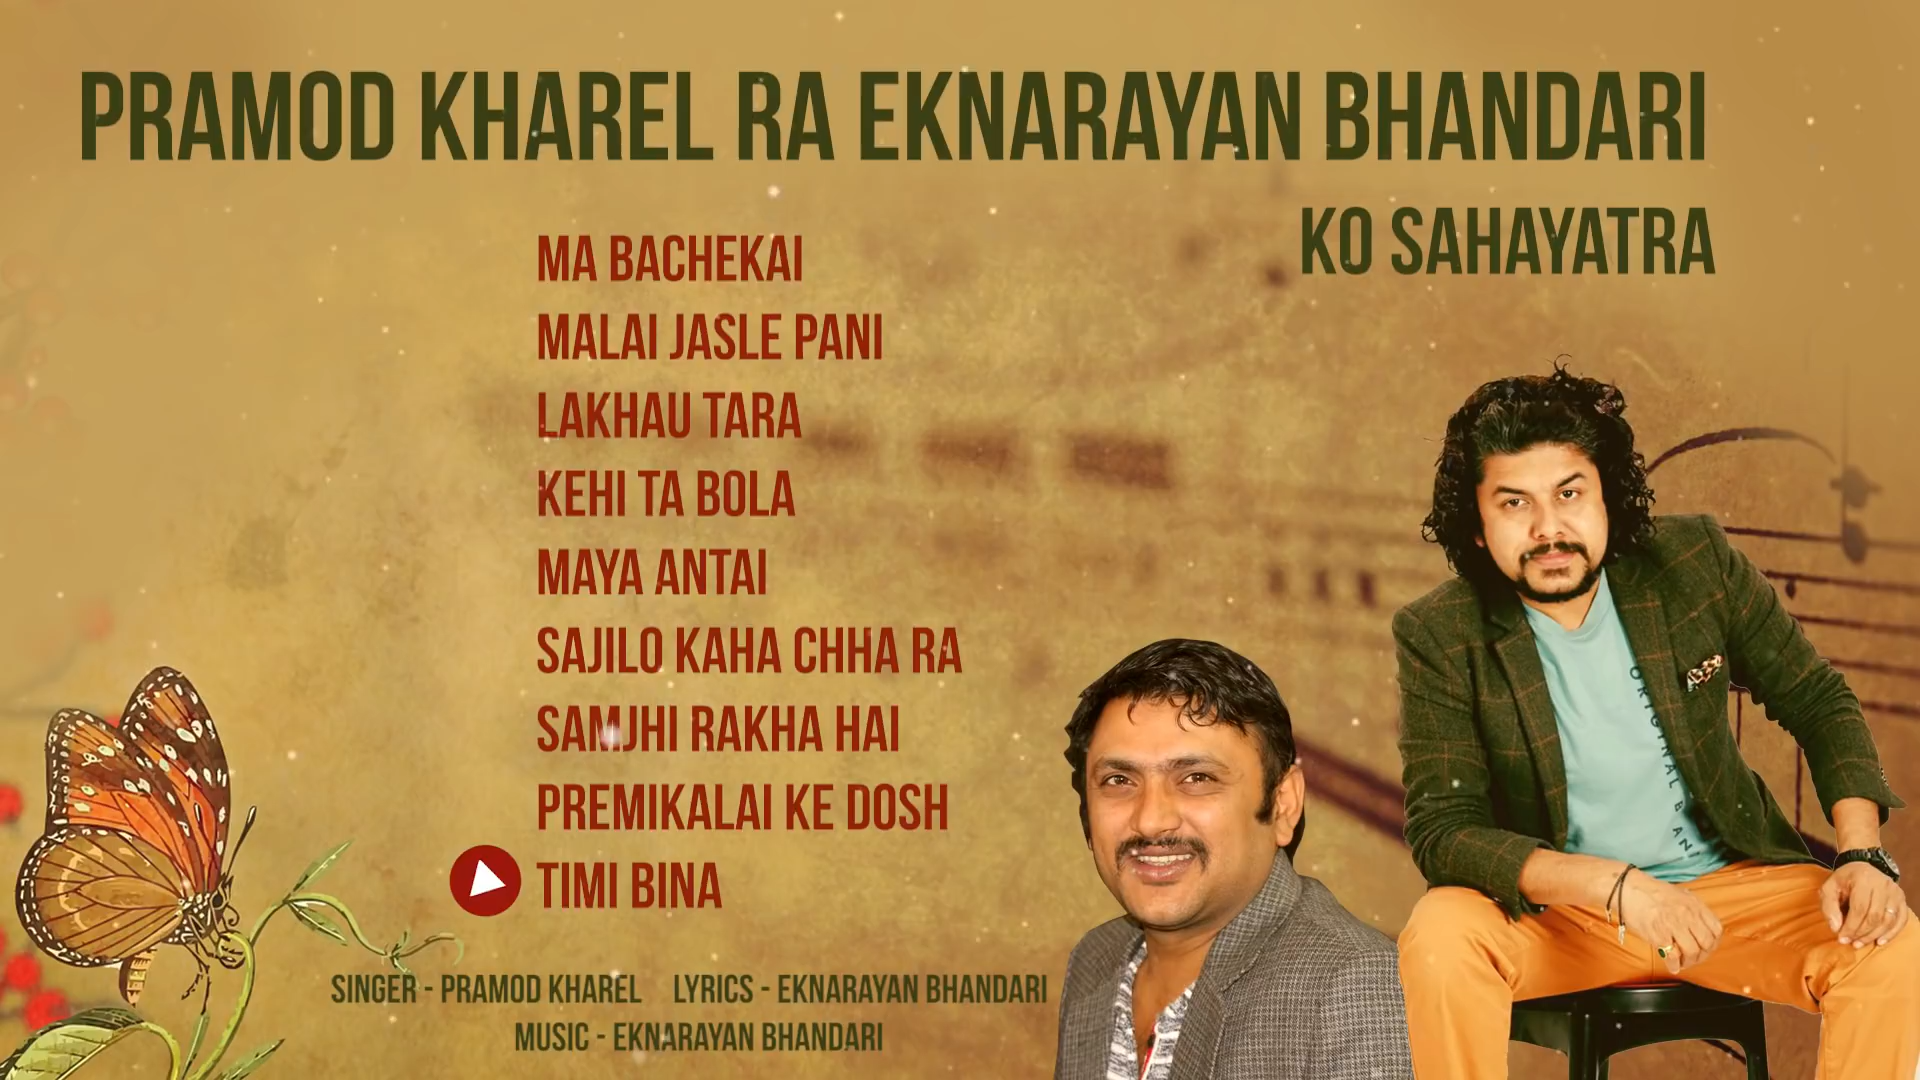 PRAMOD KHAREL RA EKNARAYAN BHANDARI
KO SAHAYATRA
MA BACHEKAI
MALAI JASLE PANI
LAKHAU TARA
KEHI TA BOLA
MAYA ANTAI
SAJILO KAHA CHHA RA
SAMJHI RAKHA HAI
PREMIKALAI KE DOSH
TIMI BINA
SINGER - PRAMOD KHAREL LYRICS - EKNARAYAN BHANDARI
MUSIC - EKNARAYAN BHANDARI
ORIGINAL